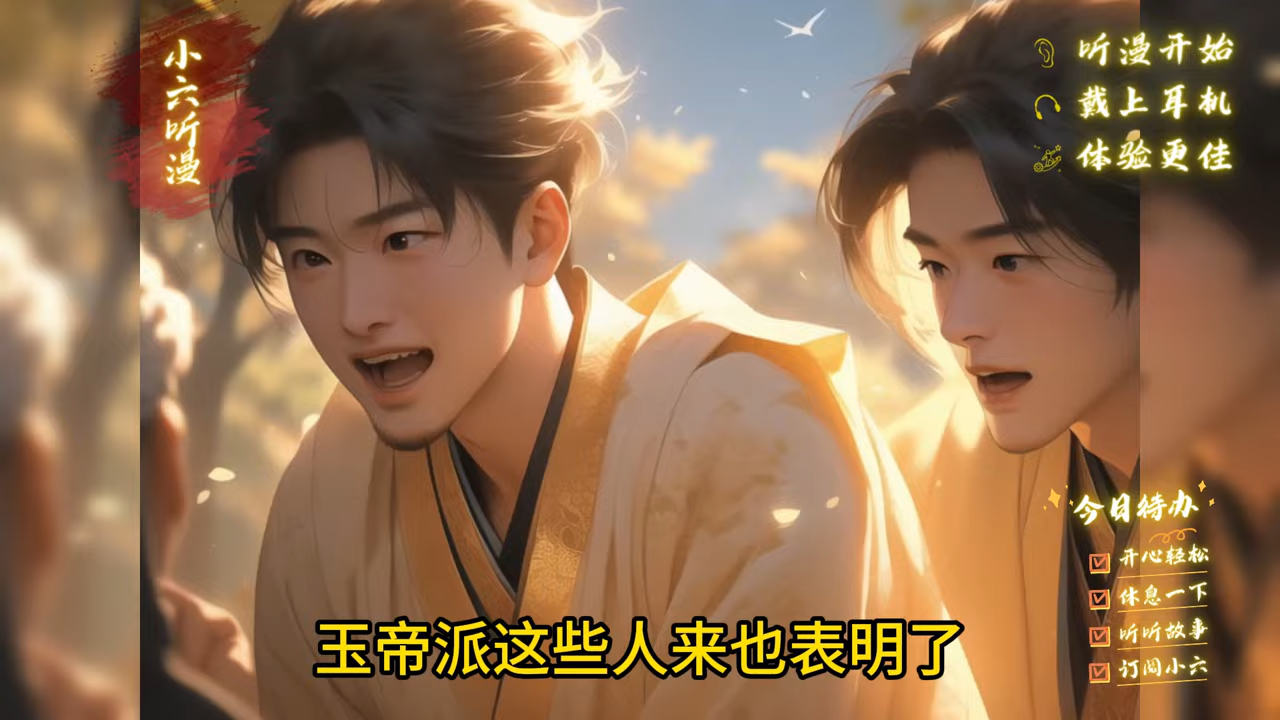 小六听漫
听漫开始
戴上耳机
体验更佳
今日待办
开心轻松
休息一下
听听故事
订阅小六
玉帝派这些人来也表明了